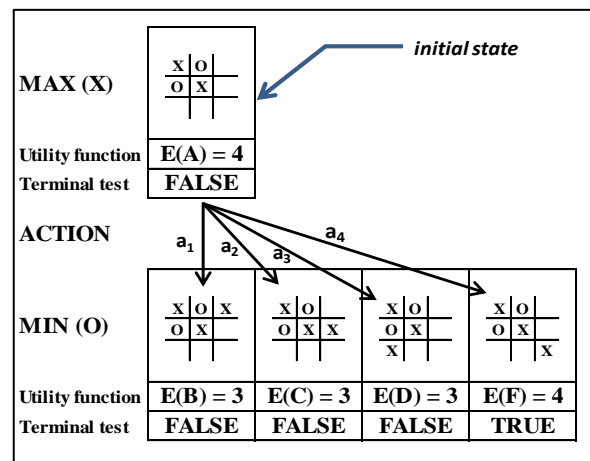 initial state
X O
MAX (X)
O X
Utility function E(A) = 4
Terminal test FALSE
ACTION
a1 a2 a3 a4
X O X X O X O X O
MIN (O)
O X O X X O X O X
X X
Utility function E(B) = 3 E(C) = 3 E(D) = 3 E(F) = 4
Terminal test FALSE FALSE FALSE TRUE